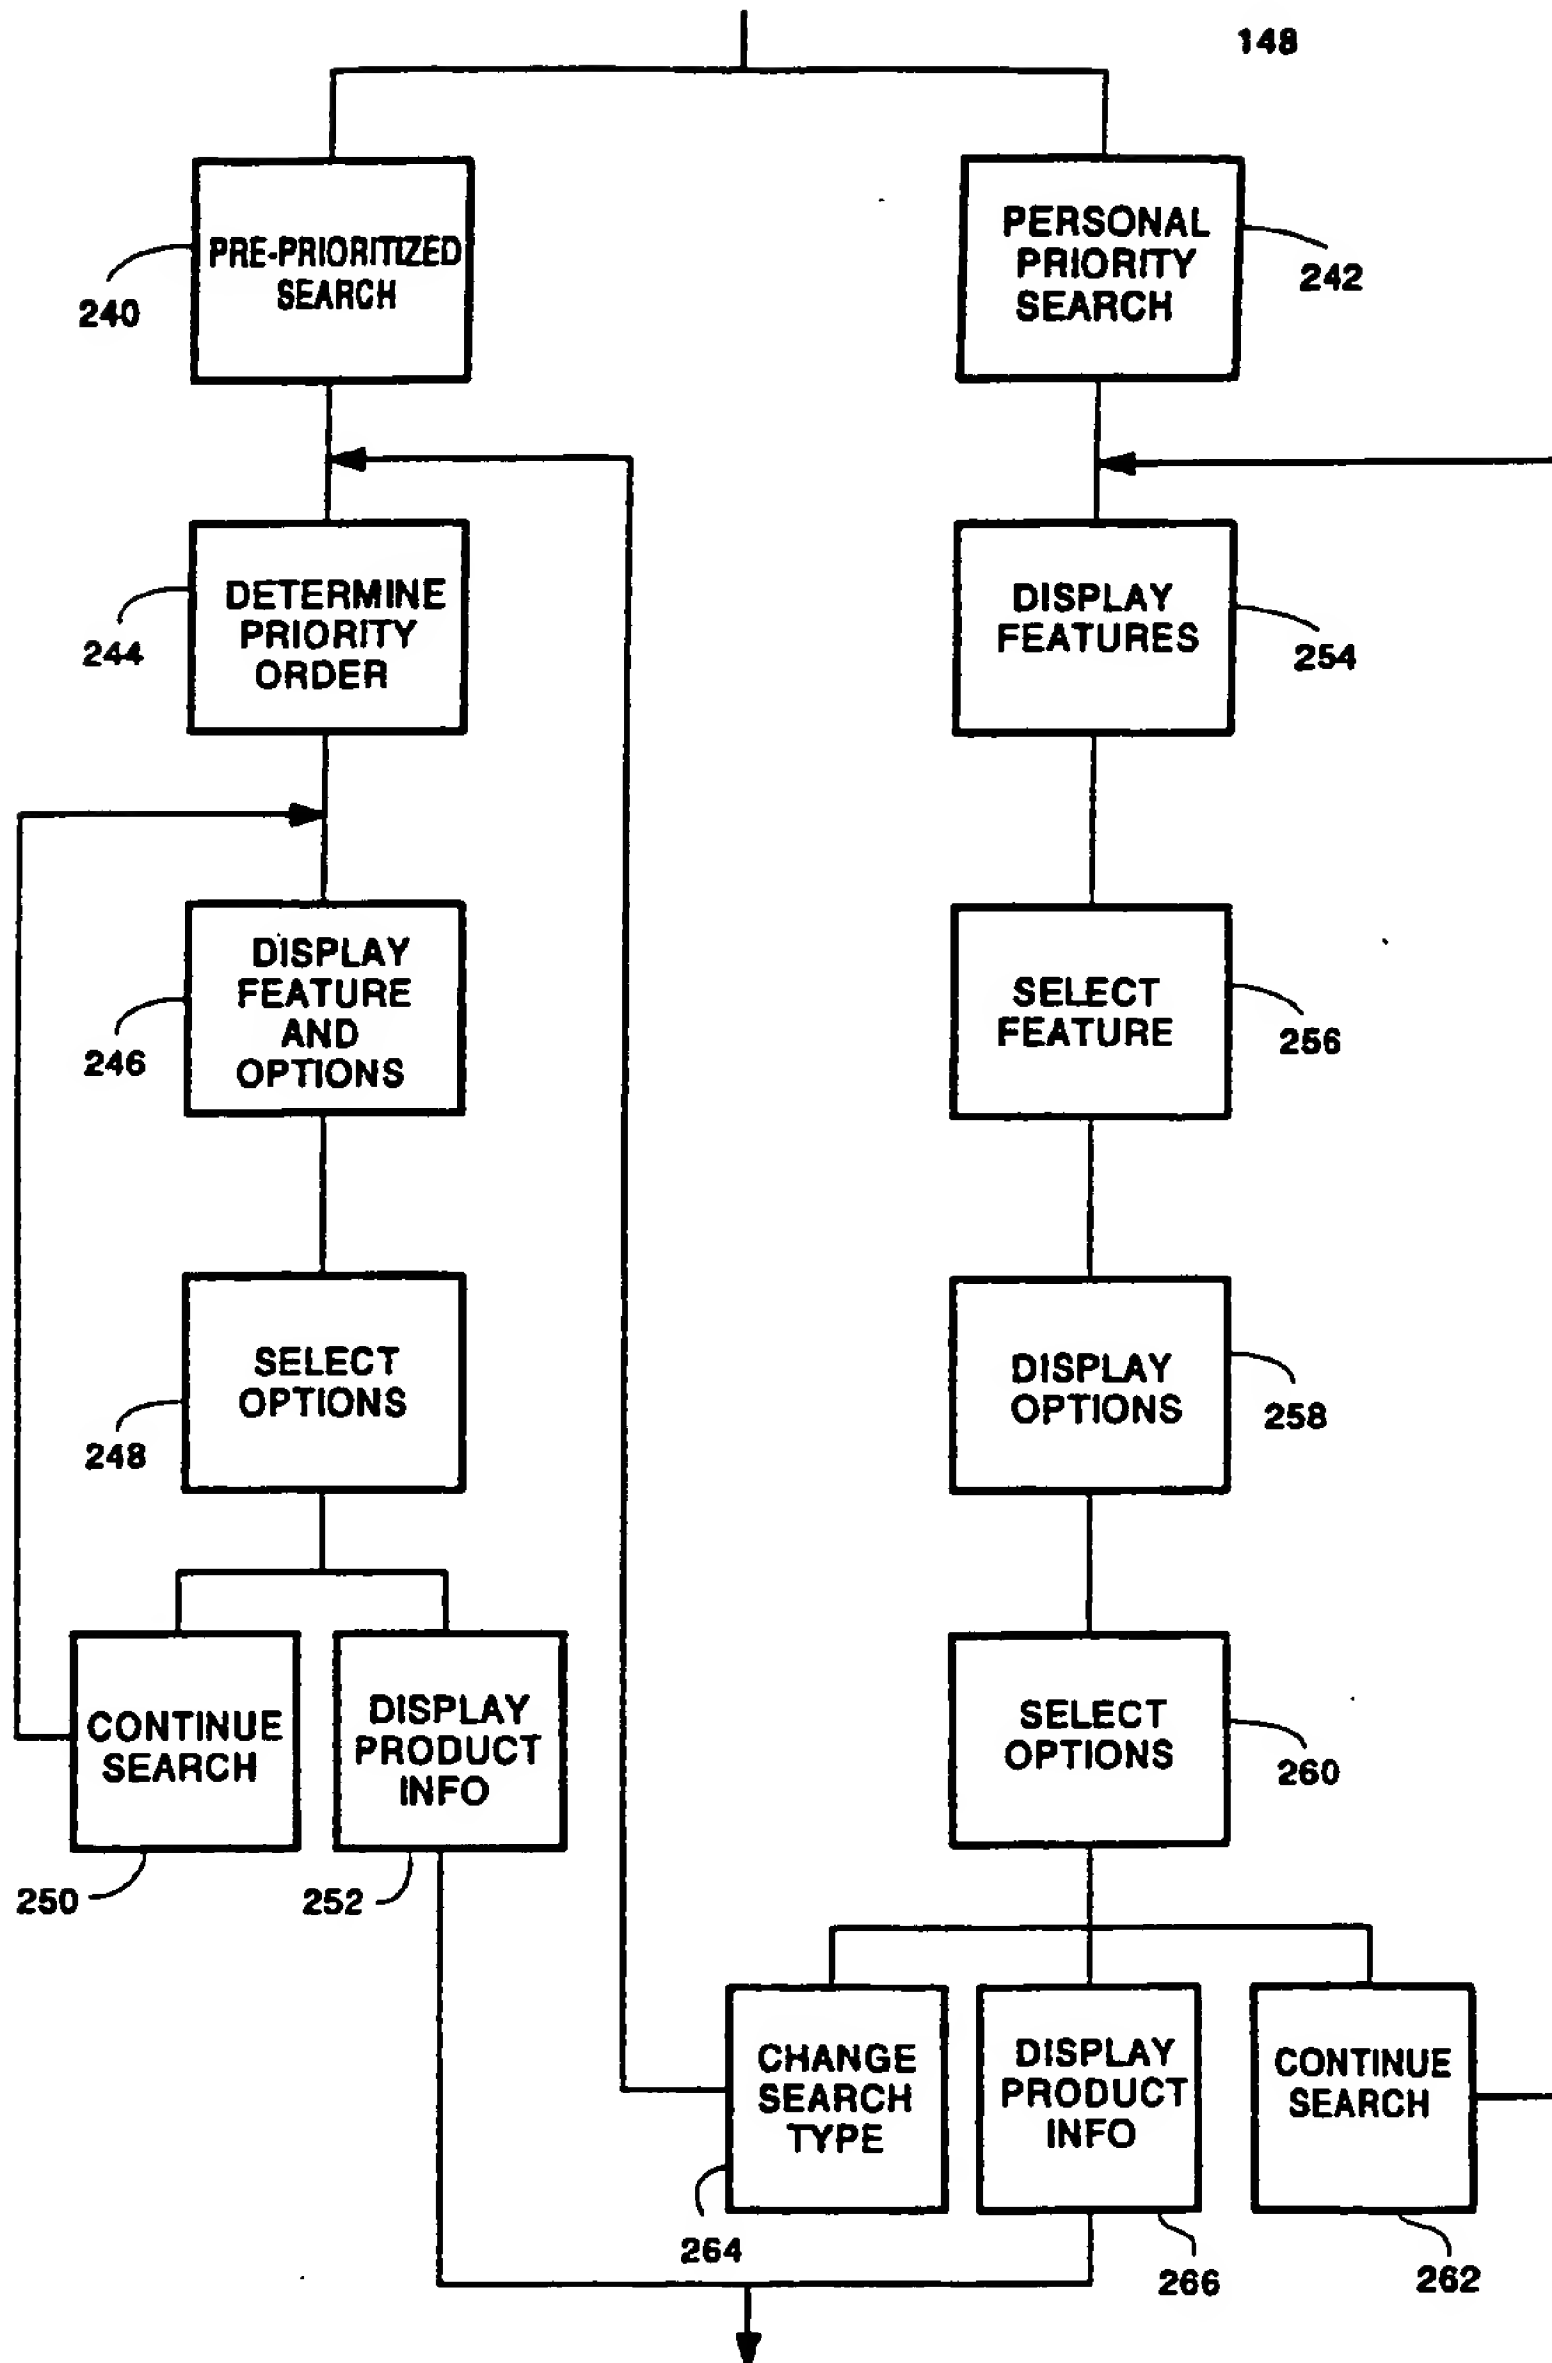 148
PRE-PRIORITIZED
SEARCH
240
PERSONAL
PRIORITY
SEARCH
242
DETERMINE
PRIORITY
ORDER
244
DISPLAY
FEATURES
254
DISPLAY
FEATURE
AND
OPTIONS
246
SELECT
FEATURE
256
SELECT
OPTIONS
248
DISPLAY
OPTIONS
258
CONTINUE
SEARCH
250
DISPLAY
PRODUCT
INFO
252
SELECT
OPTIONS
260
CHANGE
SEARCH
TYPE
264
DISPLAY
PRODUCT
INFO
266
CONTINUE
SEARCH
262